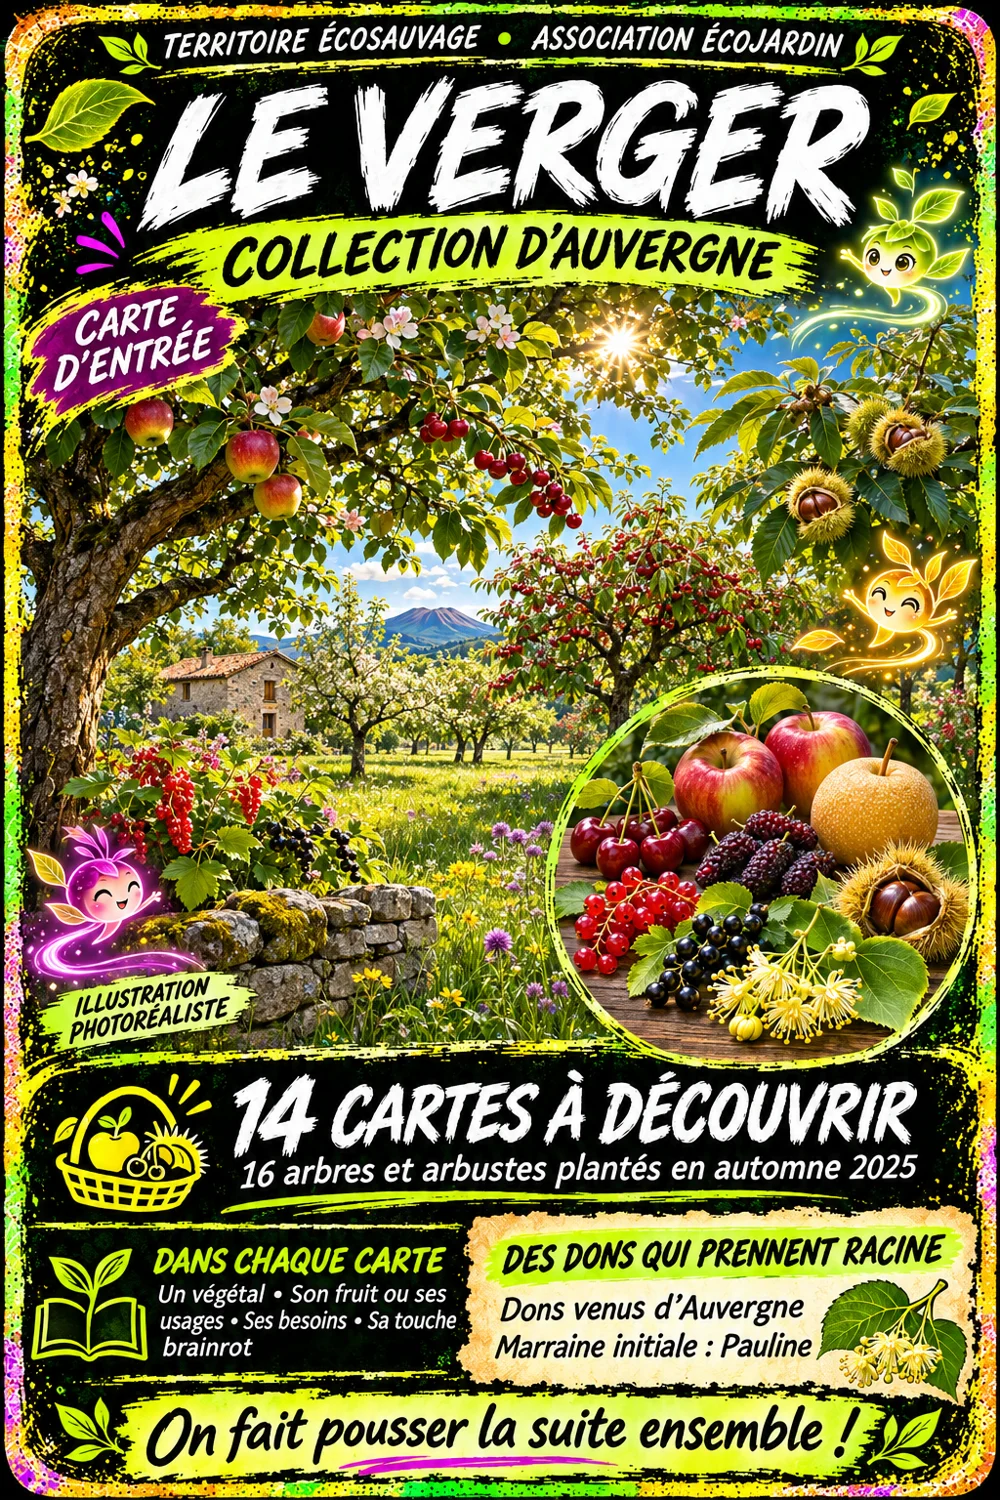 TERRITOIRE ÉCOSAUVAGE • ASSOCIATION ÉCOJARDIN
LE VERGER
COLLECTION D'AUVERGNE
CARTE
D'ENTRÉE
ILLUSTRATION
PHOTORÉALISTE
14 CARTES À DÉCOUVRIR
16 arbres et arbustes plantés en automne 2025
DANS CHAQUE CARTE
Un végétal • Son fruit ou ses
usages • Ses besoins • Sa touche
brainrot
DES DONS QUI PRENNENT RACINE
Dons venus d'Auvergne
Marraine initiale : Pauline
On fait pousser la suite ensemble !